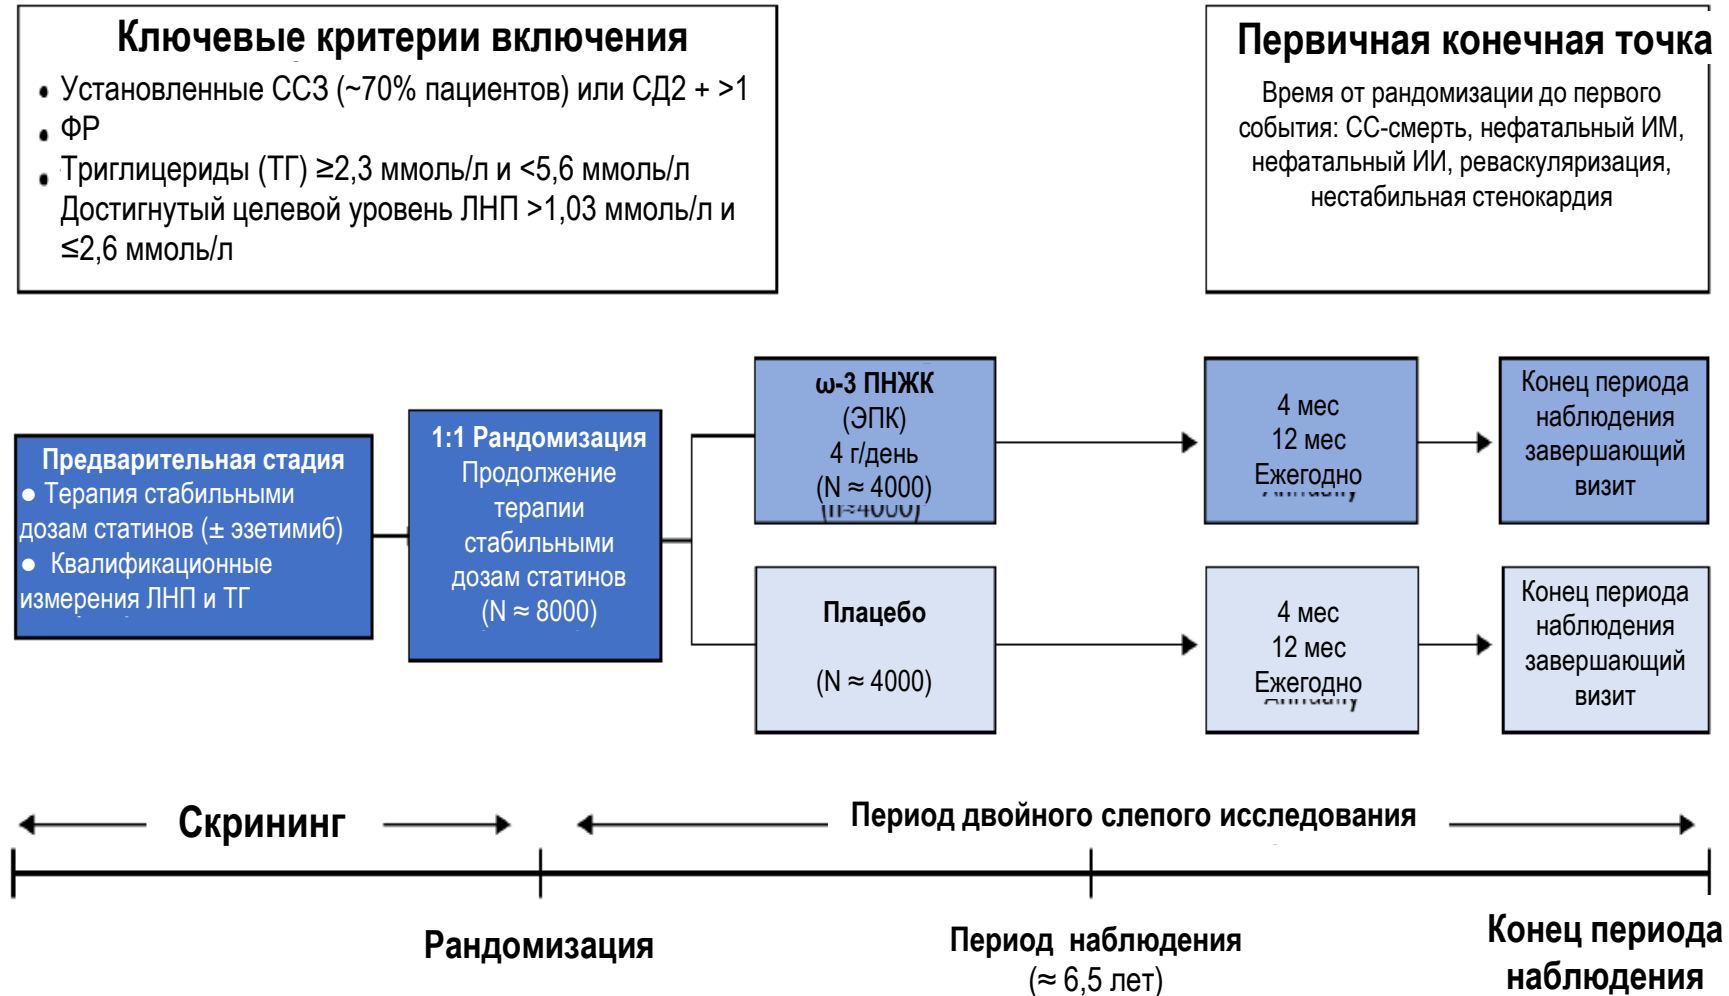 Ключевые критерии включения
• Установленные ССЗ (~70% пациентов) или СД2 + >1
• ФР
• Триглицериды (ТГ) ≥2,3 ммоль/л и <5,6 ммоль/л
Достигнутый целевой уровень ЛНП >1,03 ммоль/л и
≤2,6 ммоль/л
Первичная конечная точка
Время от рандомизации до первого
события: СС-смерть, нефатальный ИМ,
нефатальный ИИ, реваскуляризация,
нестабильная стенокардия
Предварительная стадия
● Терапия стабильными
дозам статинов (± эзетимиб)
● Квалификационные
измерения ЛНП и ТГ
1:1 Рандомизация
Продолжение
терапии
стабильными
дозам статинов
(N ≈ 8000)
ω-3 ПНЖК
(ЭПК)
4 г/день
(N ≈ 4000)
(n≈4000)
4 мес
12 мес
Ежегодно
Annually
Конец периода
наблюдения
завершающий
визит
Плацебо
(N ≈ 4000)
4 мес
12 мес
Ежегодно
Annually
Конец периода
наблюдения
завершающий
визит
Скрининг
Период двойного слепого исследования
Рандомизация
Период наблюдения
(≈ 6,5 лет)
Конец периода
наблюдения